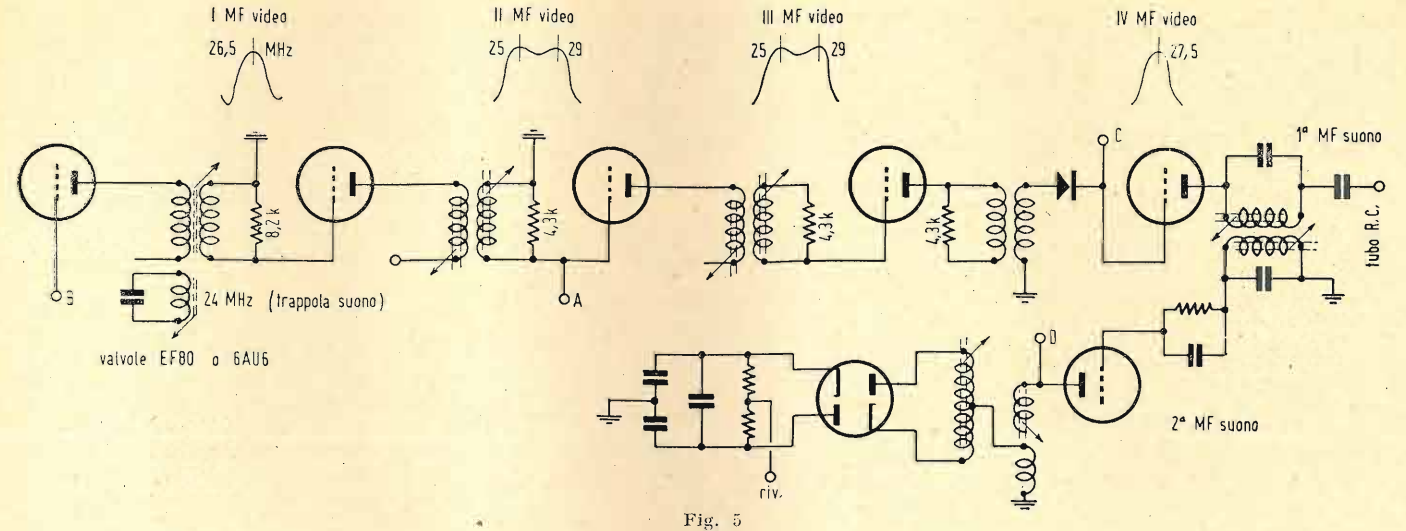 I MF video
II MF video
III MF video
IV MF video
26,5 MHz
25 29
25 29
27,5
C
1ª MF suono
8,2 k
4,3 k
4,3 k
4,3 k
tubo R.C.
B
A
24 MHz (trappola suono)
valvole EF80 o 6AU6
D
2ª MF suono
riv.
Fig. 5